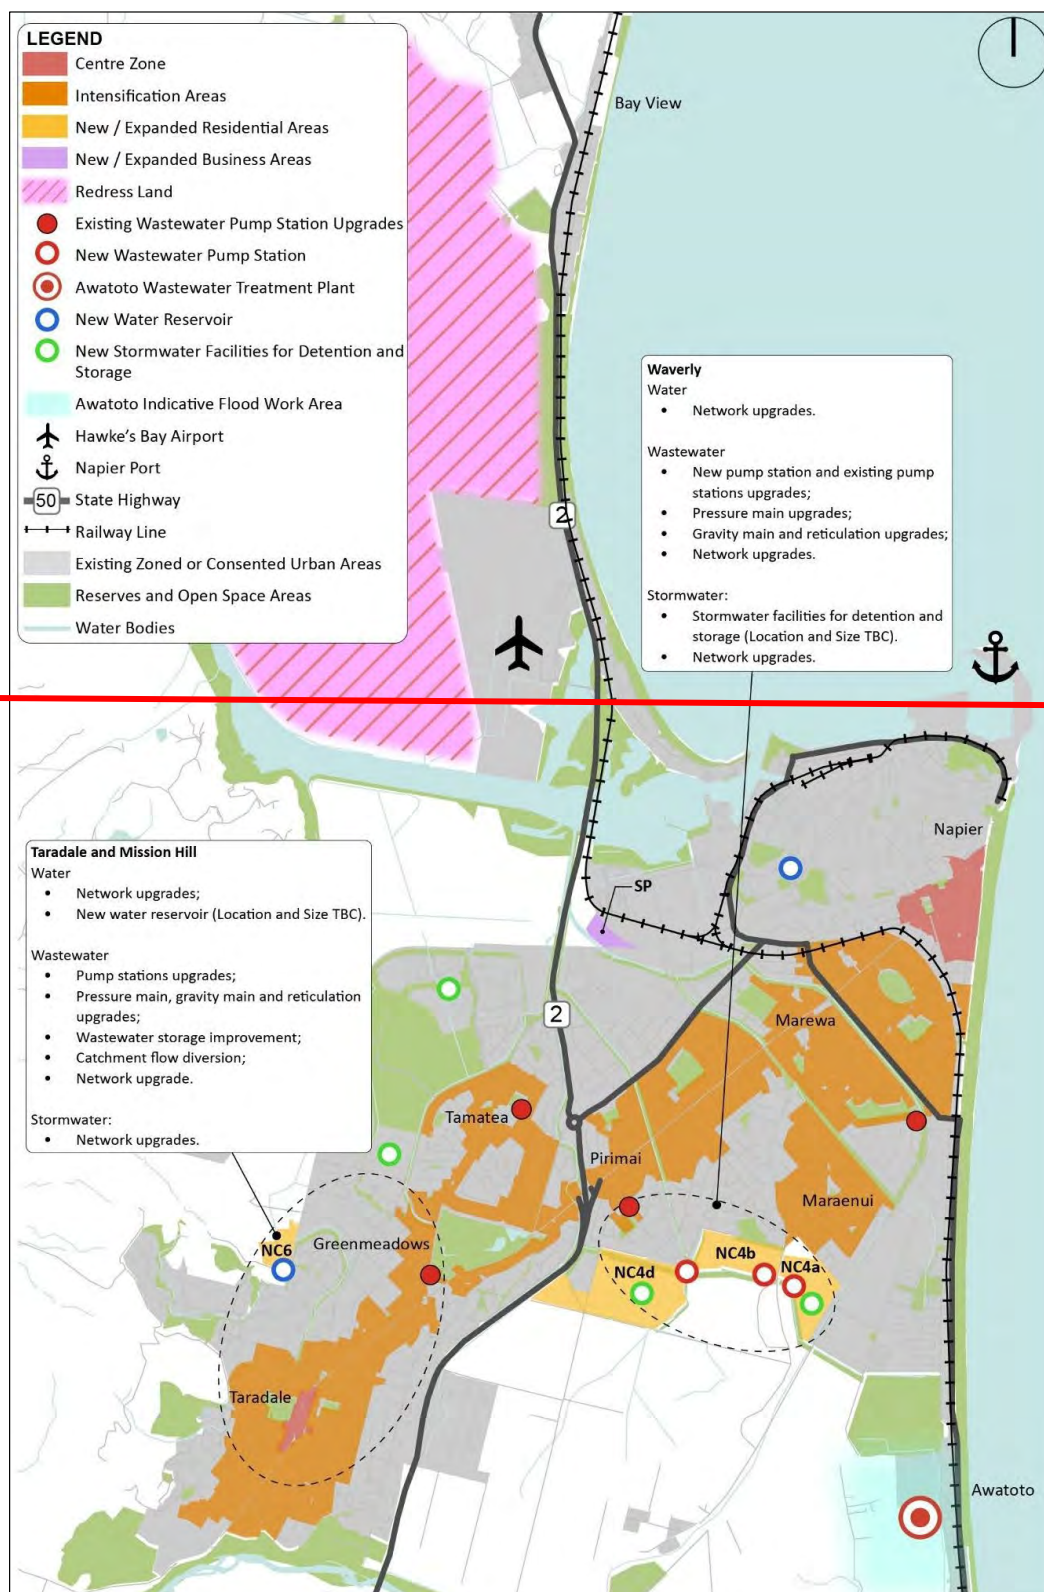 LEGEND
Centre Zone
Intensification Areas
New / Expanded Residential Areas
New / Expanded Business Areas
Redress Land
Existing Wastewater Pump Station Upgrades
New Wastewater Pump Station
Awatoto Wastewater Treatment Plant
New Water Reservoir
New Stormwater Facilities for Detention and
Storage
Awatoto Indicative Flood Work Area
Hawke's Bay Airport
Napier Port
50 State Highway
Railway Line
Existing Zoned or Consented Urban Areas
Reserves and Open Space Areas
Water Bodies
Bay View
2
Waverly
Water
• Network upgrades.
Wastewater
• New pump station and existing pump
stations upgrades;
• Pressure main upgrades;
• Gravity main and reticulation upgrades;
• Network upgrades.
Stormwater:
• Stormwater facilities for detention and
storage (Location and Size TBC).
• Network upgrades.
Napier
SP
Taradale and Mission Hill
Water
• Network upgrades;
• New water reservoir (Location and Size TBC).
Wastewater
• Pump stations upgrades;
• Pressure main, gravity main and reticulation
upgrades;
• Wastewater storage improvement;
• Catchment flow diversion;
• Network upgrade.
Stormwater:
• Network upgrades.
2
Marewa
Tamatea
Pirimai
Maraenui
Greenmeadows
NC6
NC4b
NC4d
NC4a
Taradale
Awatoto